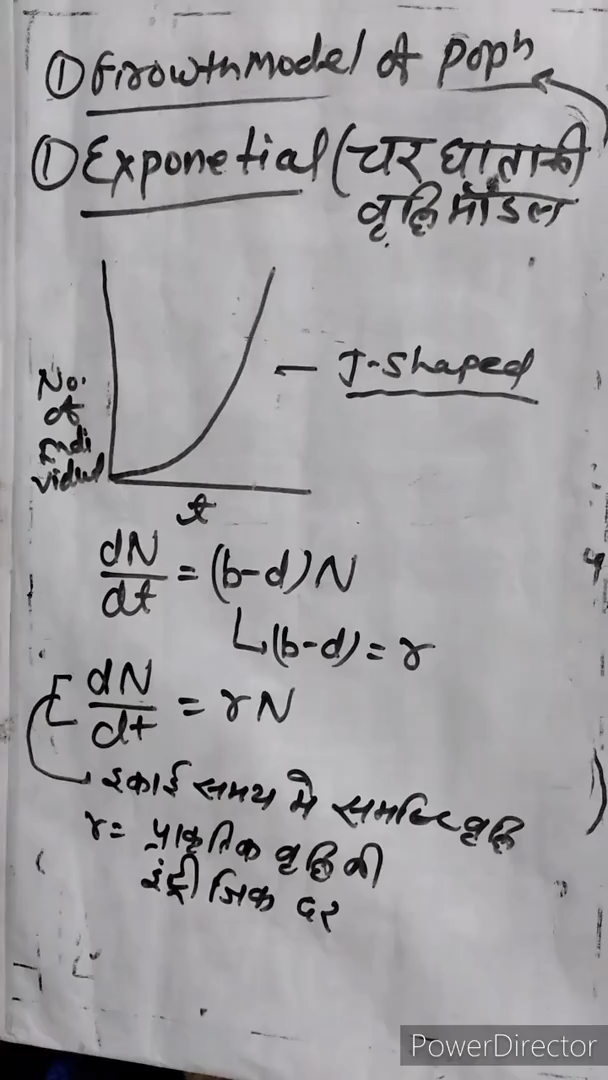 ① Growth Model of Popn
① Exponetial (चर घाताकी
वृद्धि मॉडल
No.
of
Indi
vidual
J-Shaped
t
dN/dt = (b-d)N
(b-d) = r
dN/dt = rN
इकाई समय मे समष्टि वृद्धि
r = प्राकृतिक वृद्धि की
इंट्रीजिक दर
PowerDirector